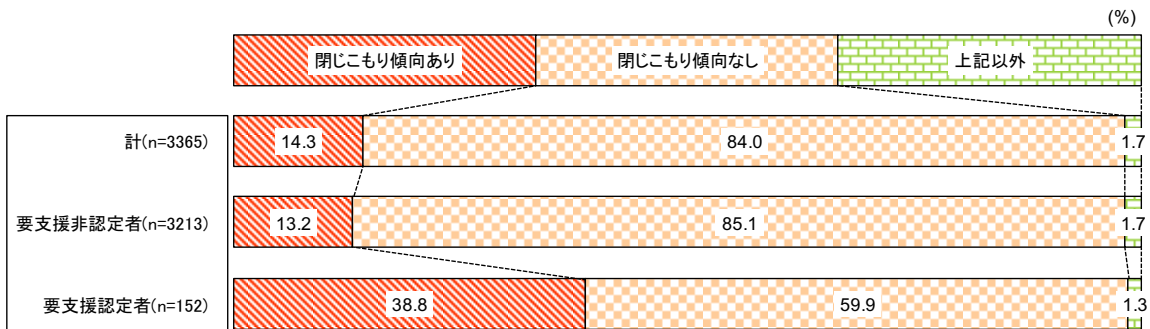 (%)
閉じこもり傾向あり 閉じこもり傾向なし 上記以外
計(n=3365) 14.3 84.0 1.7
要支援非認定者(n=3213) 13.2 85.1 1.7
要支援認定者(n=152) 38.8 59.9 1.3